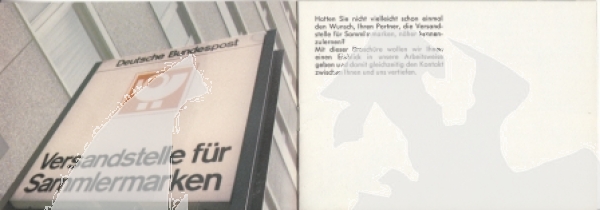 Deutsche Bundespost
Versandstelle für
Sammlermarken
Hatten Sie nicht vielleicht schon einmal
den Wunsch, Ihren Partner, die Versand-
stelle für Sammlermarken, näher kennen-
zulernen?
Mit dieser Broschüre wollen wir Ihnen
einen Einblick in unsere Arbeitsweise
geben und damit gleichzeitig den Kontakt
zwischen Ihnen und uns vertiefen.